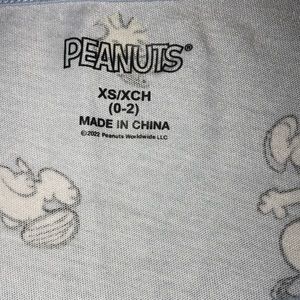 PEANUTS®
XS/XCH
(0-2)
MADE IN CHINA
©2022 Peanuts Worldwide LLC